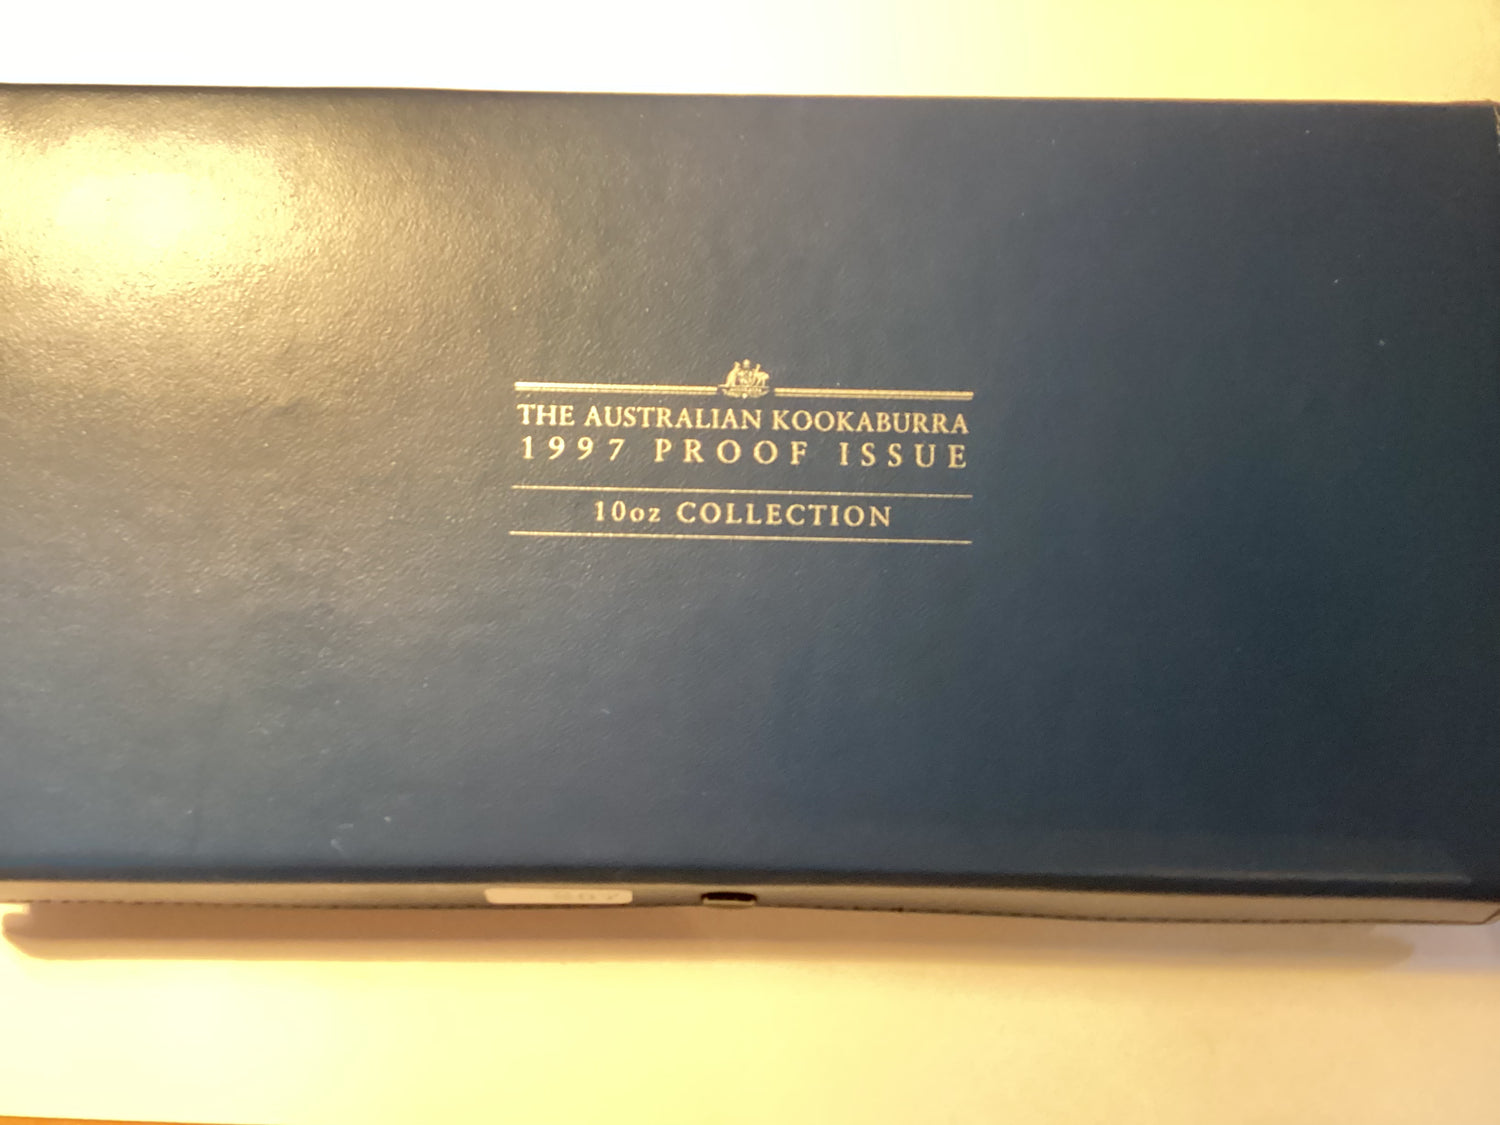 THE AUSTRALIAN KOOKABURRA
1997 PROOF ISSUE
10oz COLLECTION